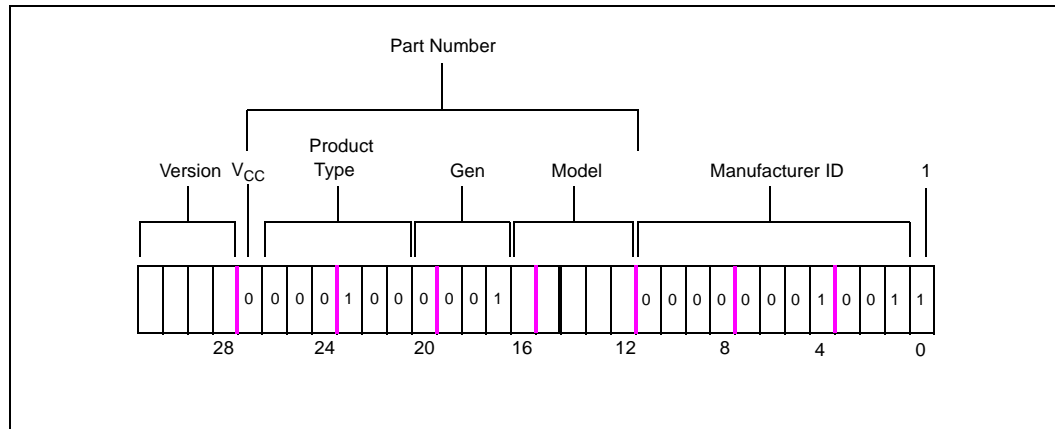 Part Number
Product
Version VCC Type Gen Model Manufacturer ID 1
0 0 0 0 1 0 0 0 0 0 1 0 0 0 0 0 0 0 1 0 0 1 1
28 24 20 16 12 8 4 0